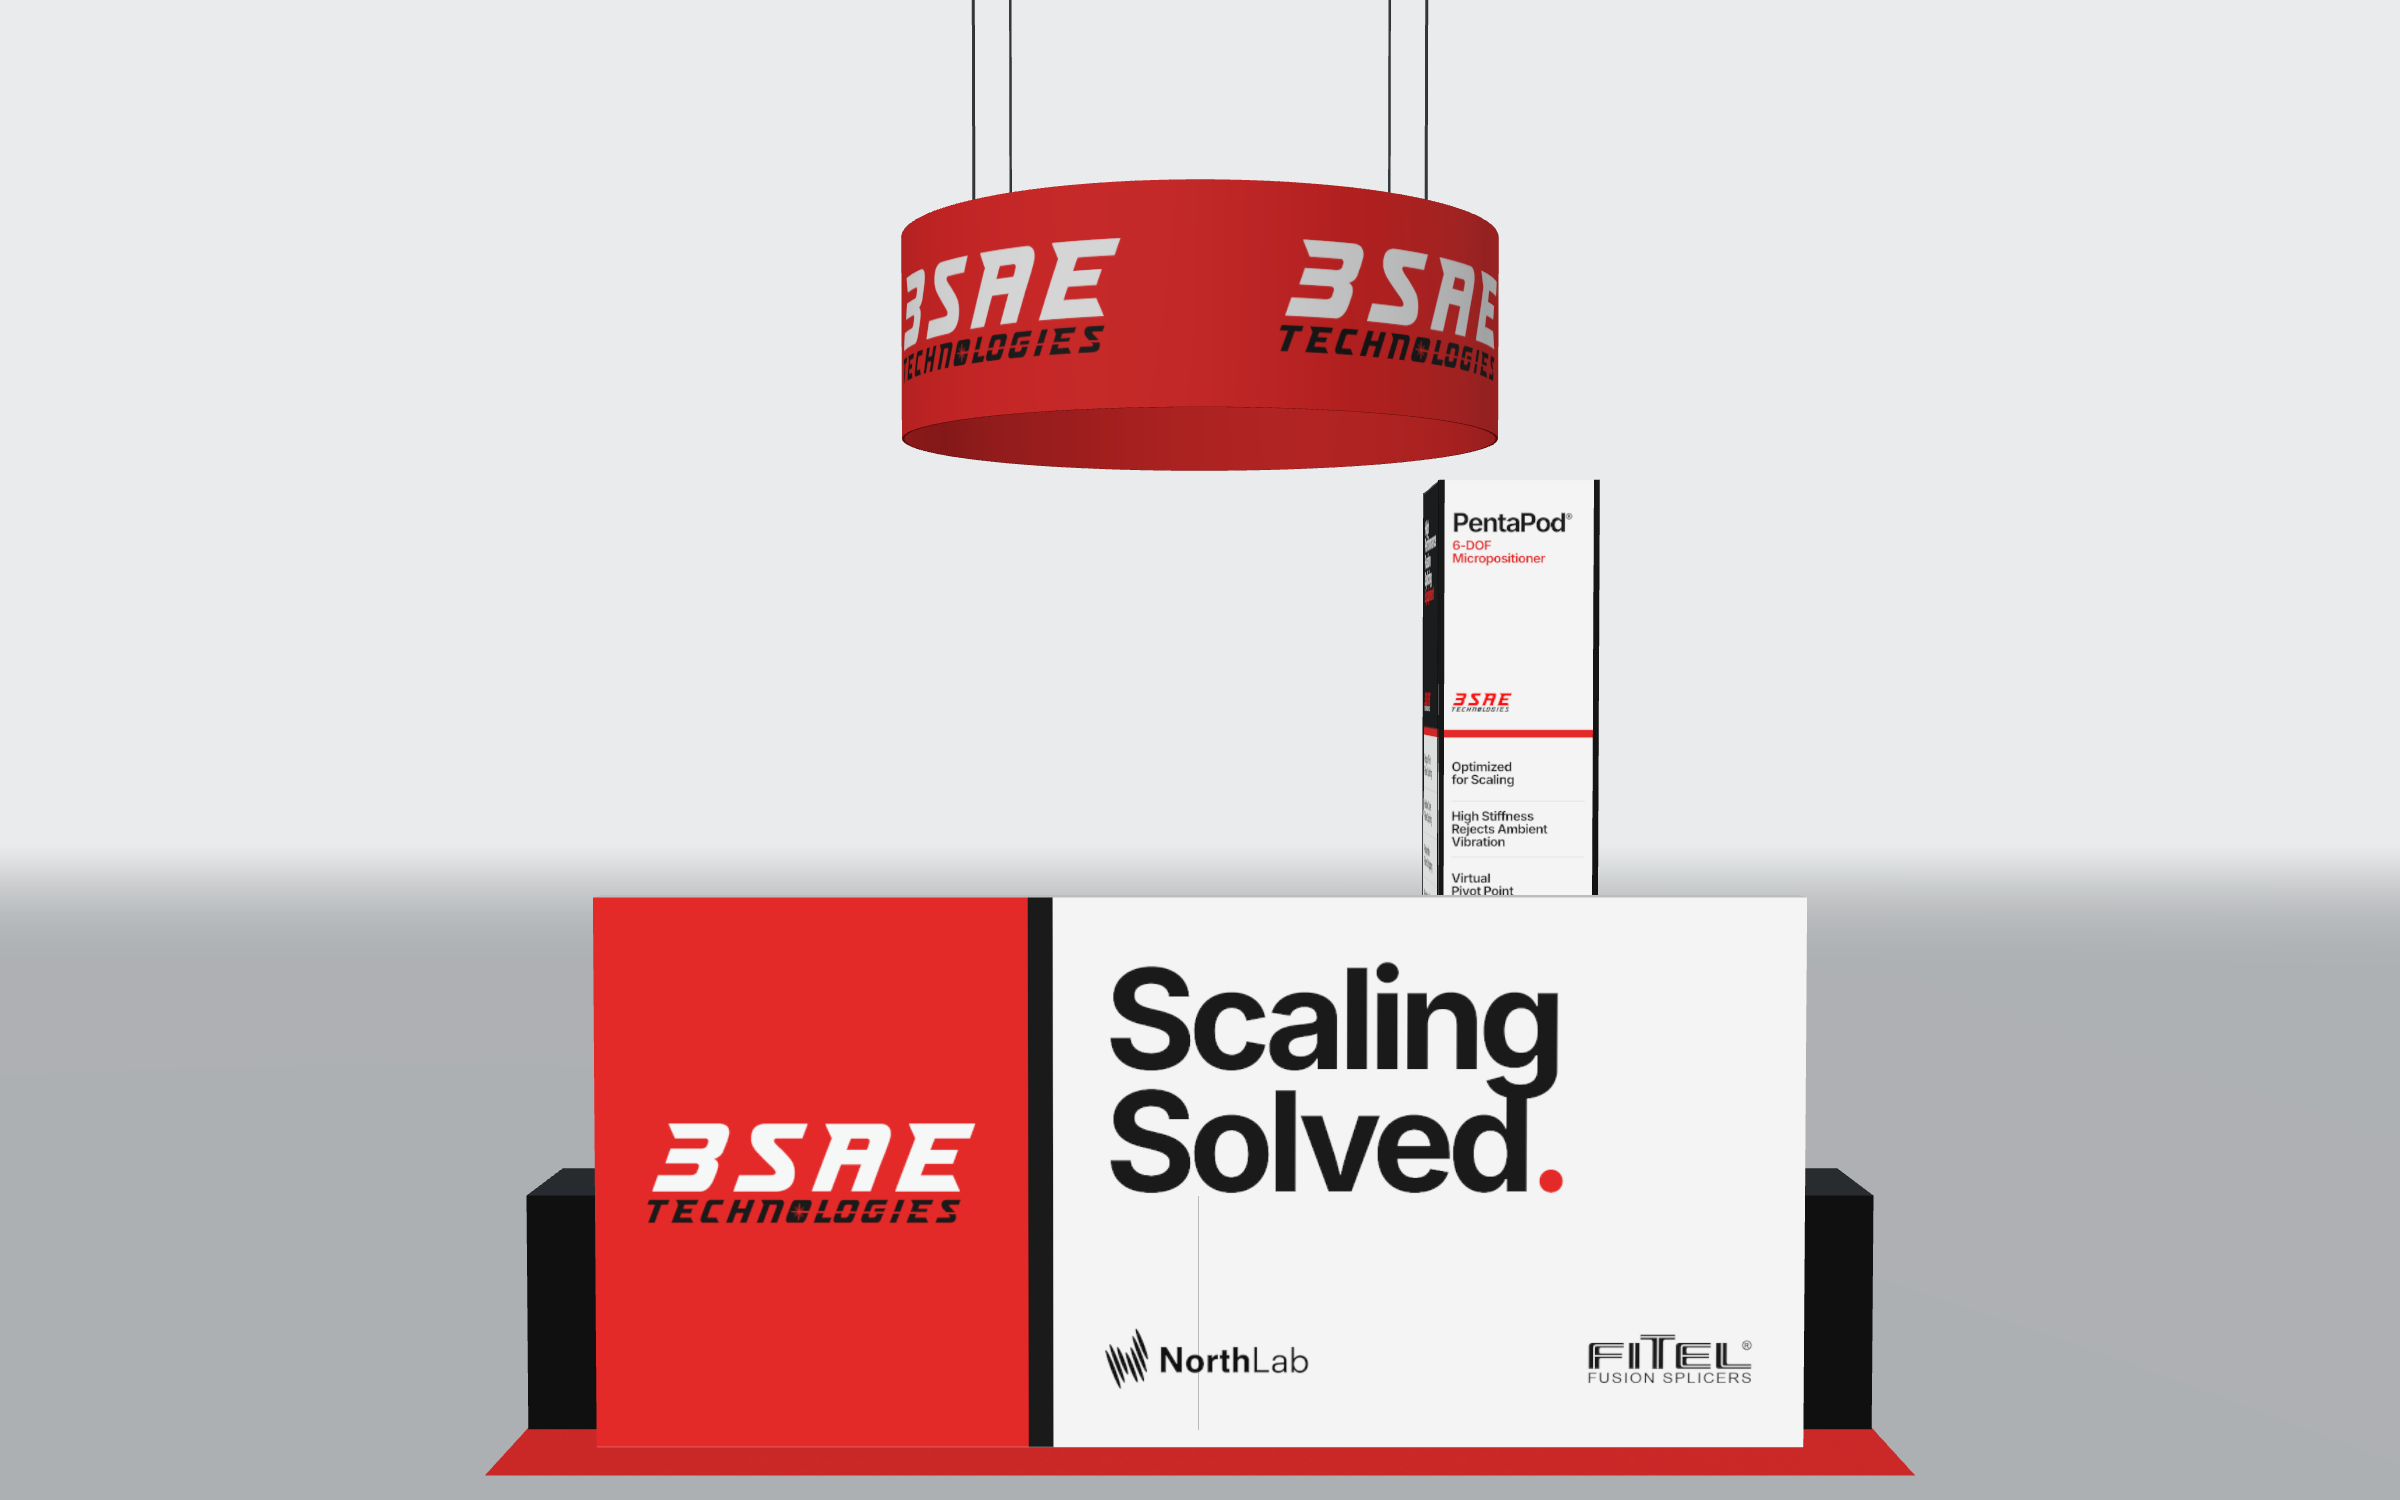 3SAE
TECHNOLOGIES
3SAE
TECHNOLOGIES
PentaPod®
6-DOF
Micropositioner
3SAE
TECHNOLOGIES
Optimized
for Scaling
High Stiffness
Rejects Ambient
Vibration
Virtual
Pivot Point
Scaling
Solved.
3SAE
TECHNOLOGIES
NorthLab
FITEL®
FUSION SPLICERS